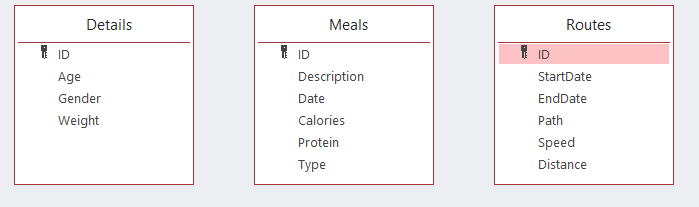 Details
ID
Age
Gender
Weight
Meals
ID
Description
Date
Calories
Protein
Type
Routes
ID
StartDate
EndDate
Path
Speed
Distance